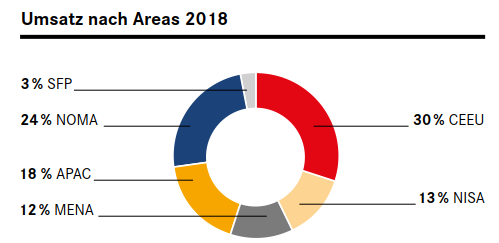 Umsatz nach Areas 2018
3 % SFP
24 % NOMA
30 % CEEU
18 % APAC
13 % NISA
12 % MENA